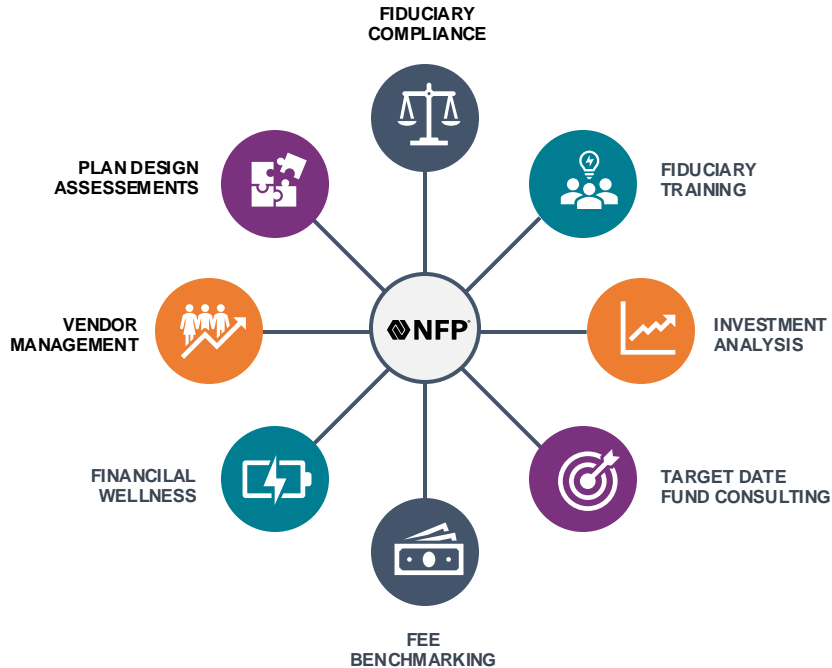 FIDUCIARY
COMPLIANCE
PLAN DESIGN
ASSESSEMENTS
FIDUCIARY
TRAINING
VENDOR
MANAGEMENT
NFP
INVESTMENT
ANALYSIS
FINANCILAL
WELLNESS
TARGET DATE
FUND CONSULTING
FEE
BENCHMARKING